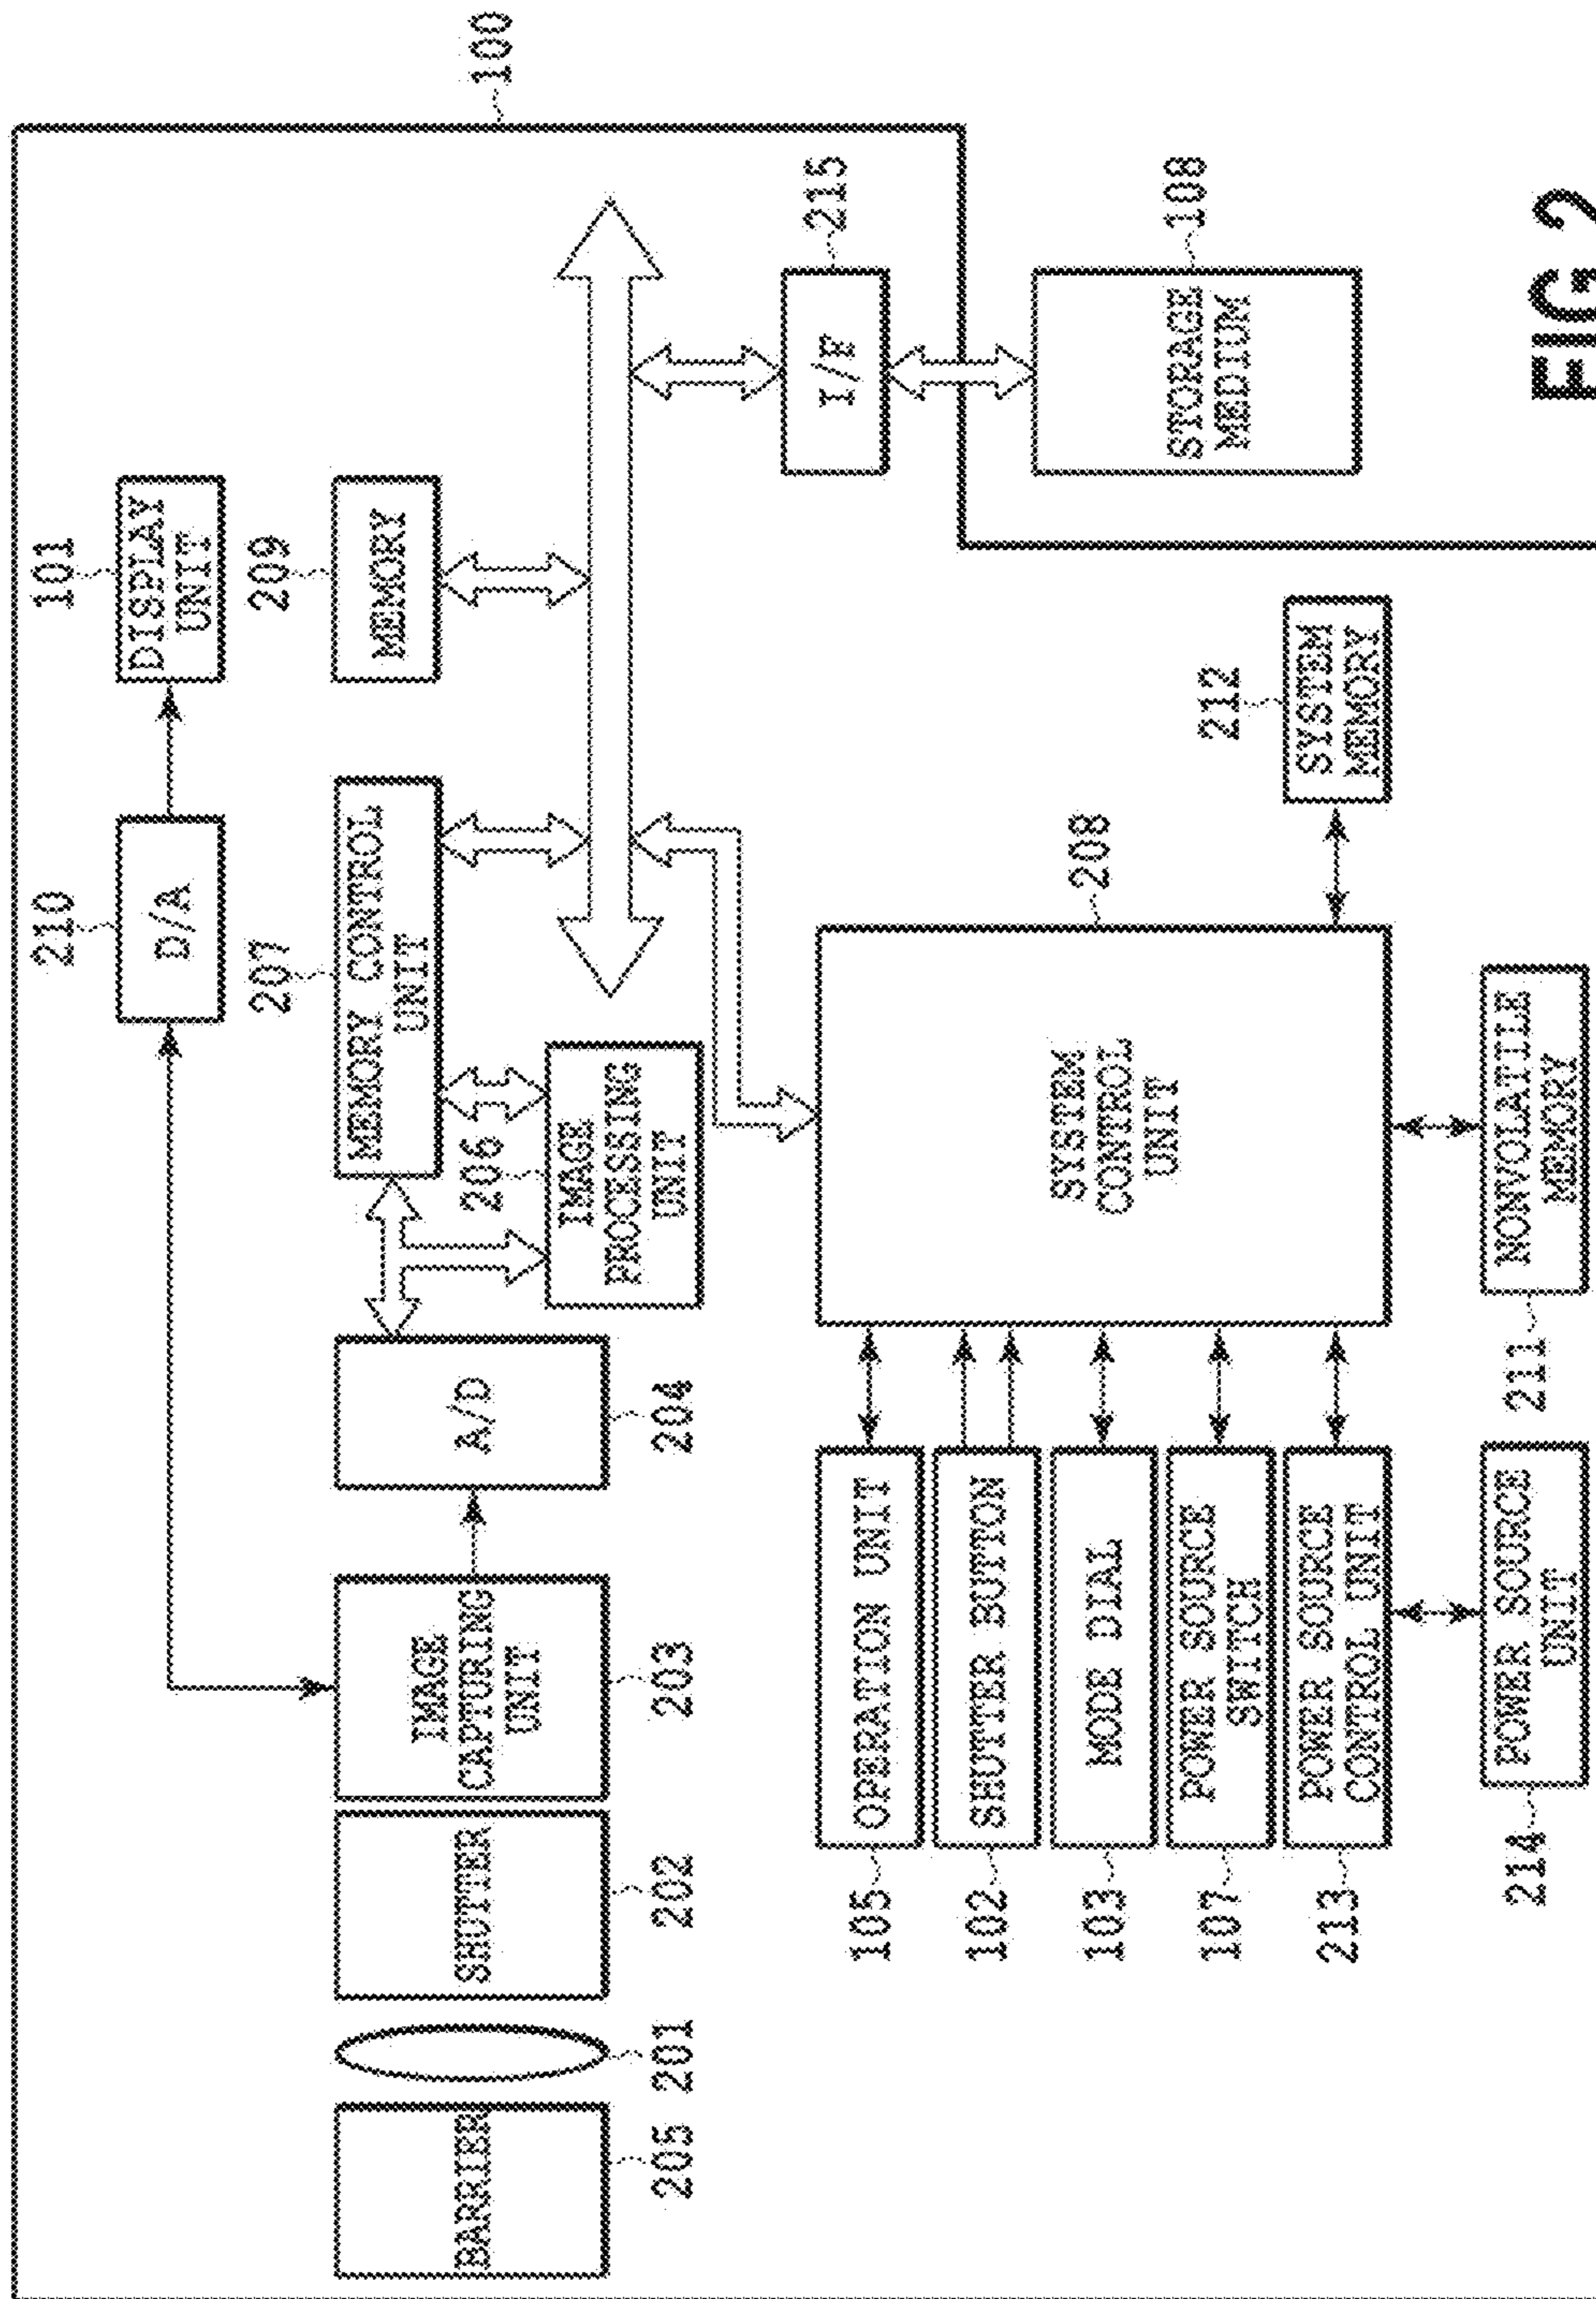 100
101
DISPLAY
UNIT
210
D/A
209
MEMORY
207
MEMORY CONTROL
UNIT
206
IMAGE
PROCESSING
UNIT
A/D
204
IMAGE
CAPTURING
UNIT
203
SHUTTER
202
201
BARRIER
205
215
I/F
108
STORAGE
MEDIUM
208
SYSTEM
CONTROL
UNIT
212
SYSTEM
MEMORY
OPERATION UNIT
105
SHUTTER BUTTON
102
MODE DIAL
103
POWER SOURCE
SWITCH
107
POWER SOURCE
CONTROL UNIT
213
NONVOLATILE
MEMORY
211
POWER SOURCE
UNIT
214
FIG 2